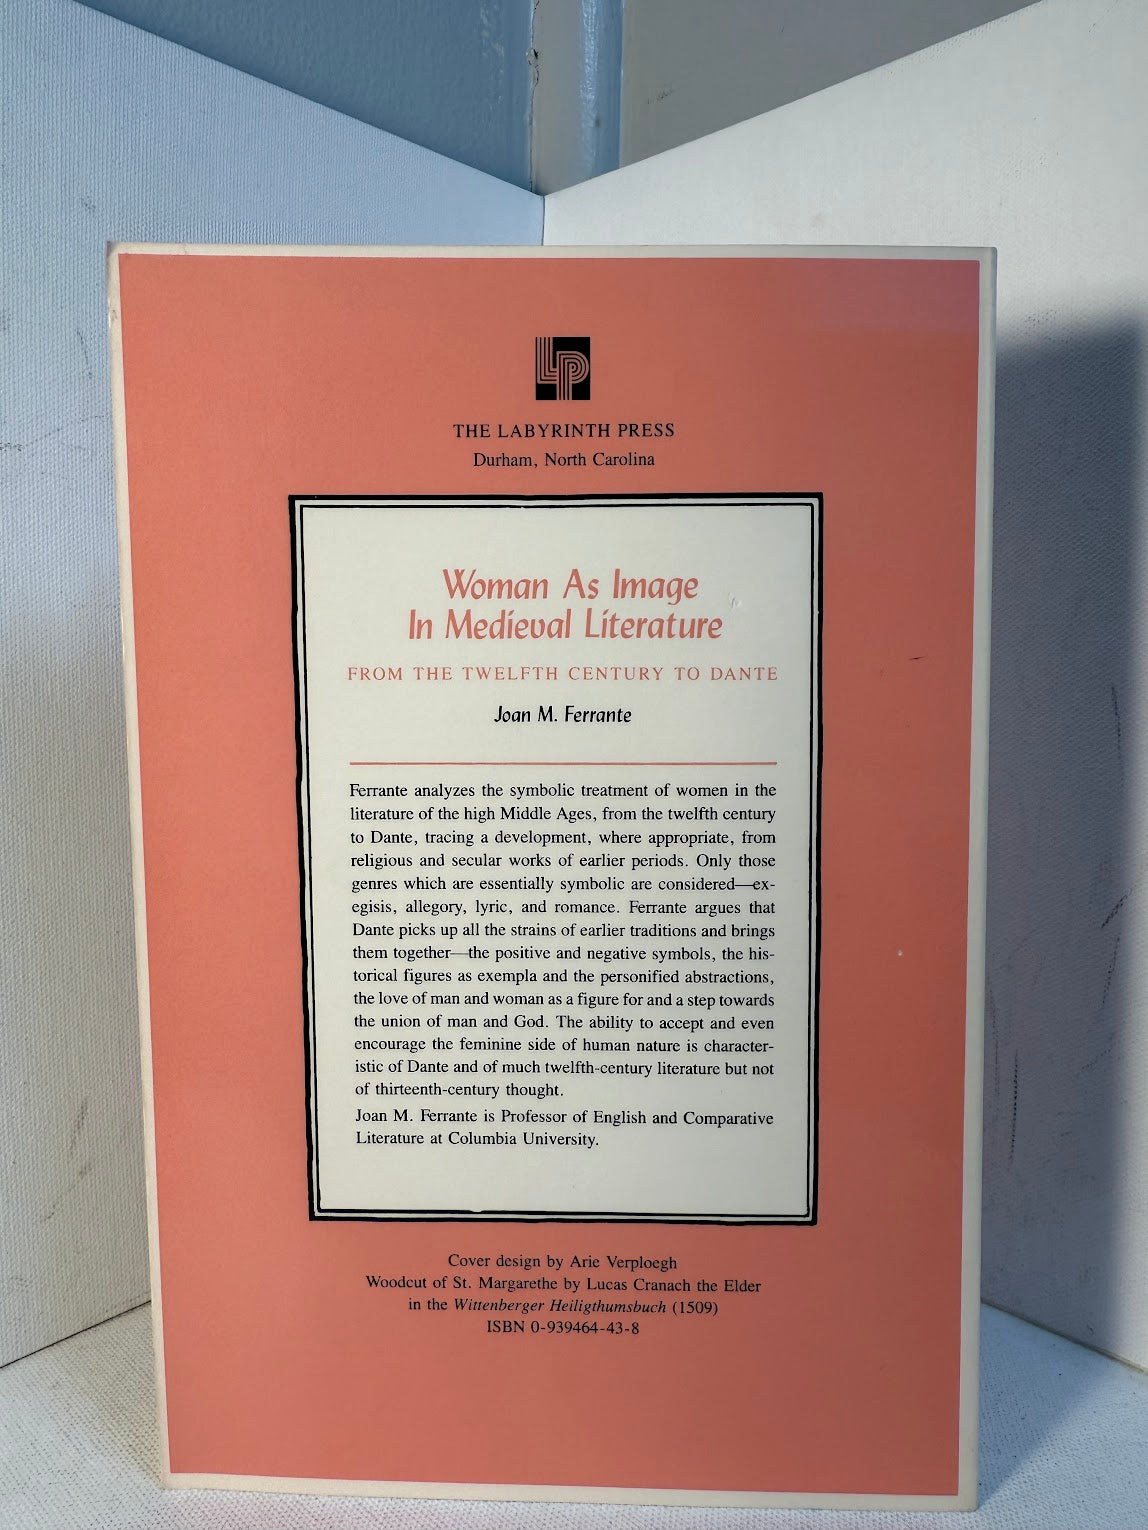 LP
THE LABYRINTH PRESS
Durham, North Carolina
Woman As Image
In Medieval Literature
FROM THE TWELFTH CENTURY TO DANTE
Joan M. Ferrante
Ferrante analyzes the symbolic treatment of women in the
literature of the high Middle Ages, from the twelfth century
to Dante, tracing a development, where appropriate, from
religious and secular works of earlier periods. Only those
genres which are essentially symbolic are considered—ex-
egisis, allegory, lyric, and romance. Ferrante argues that
Dante picks up all the strains of earlier traditions and brings
them together—the positive and negative symbols, the his-
torical figures as exempla and the personified abstractions,
the love of man and woman as a figure for and a step towards
the union of man and God. The ability to accept and even
encourage the feminine side of human nature is character-
istic of Dante and of much twelfth-century literature but not
of thirteenth-century thought.
Joan M. Ferrante is Professor of English and Comparative
Literature at Columbia University.
Cover design by Arie Verploegh
Woodcut of St. Margarethe by Lucas Cranach the Elder
in the Wittenberger Heiligthumsbuch (1509)
ISBN 0-939464-43-8